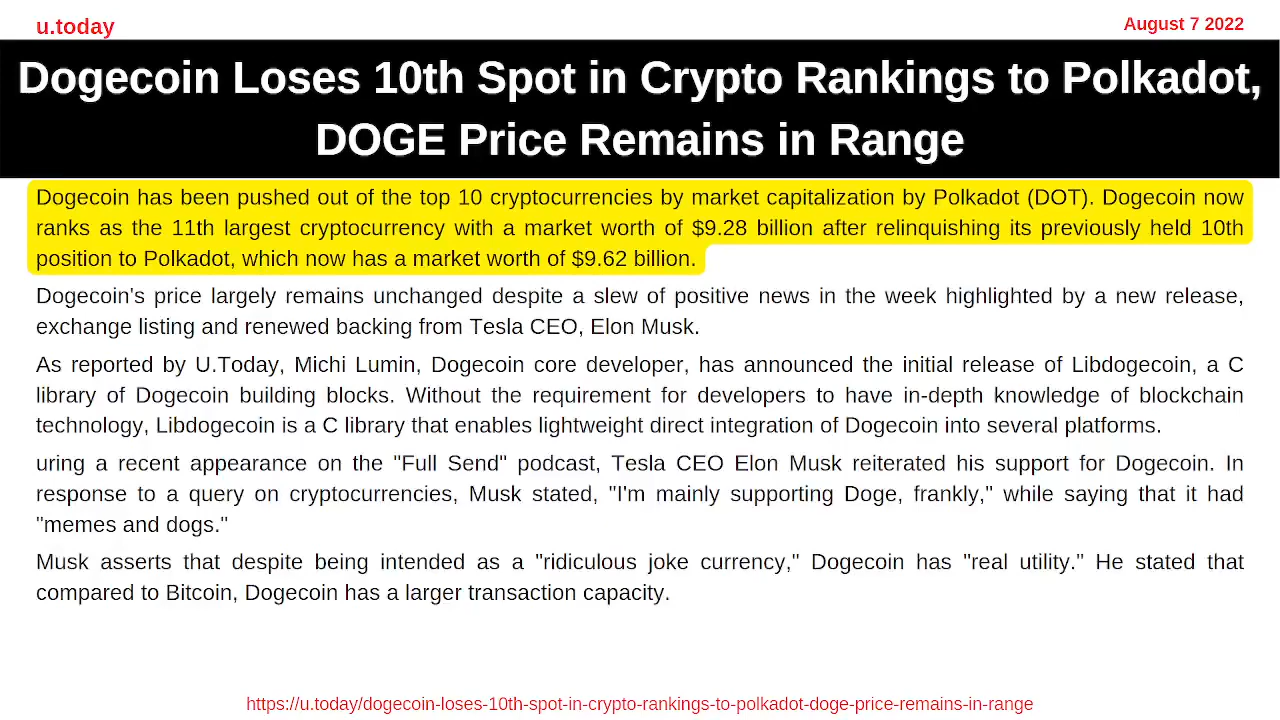 u.today
August 7 2022
Dogecoin Loses 10th Spot in Crypto Rankings to Polkadot,
DOGE Price Remains in Range
Dogecoin has been pushed out of the top 10 cryptocurrencies by market capitalization by Polkadot (DOT). Dogecoin now
ranks as the 11th largest cryptocurrency with a market worth of $9.28 billion after relinquishing its previously held 10th
position to Polkadot, which now has a market worth of $9.62 billion.
Dogecoin's price largely remains unchanged despite a slew of positive news in the week highlighted by a new release,
exchange listing and renewed backing from Tesla CEO, Elon Musk.
As reported by U.Today, Michi Lumin, Dogecoin core developer, has announced the initial release of Libdogecoin, a C
library of Dogecoin building blocks. Without the requirement for developers to have in-depth knowledge of blockchain
technology, Libdogecoin is a C library that enables lightweight direct integration of Dogecoin into several platforms.
uring a recent appearance on the "Full Send" podcast, Tesla CEO Elon Musk reiterated his support for Dogecoin. In
response to a query on cryptocurrencies, Musk stated, "I'm mainly supporting Doge, frankly," while saying that it had
"memes and dogs."
Musk asserts that despite being intended as a "ridiculous joke currency," Dogecoin has "real utility." He stated that
compared to Bitcoin, Dogecoin has a larger transaction capacity.
https://u.today/dogecoin-loses-10th-spot-in-crypto-rankings-to-polkadot-doge-price-remains-in-range